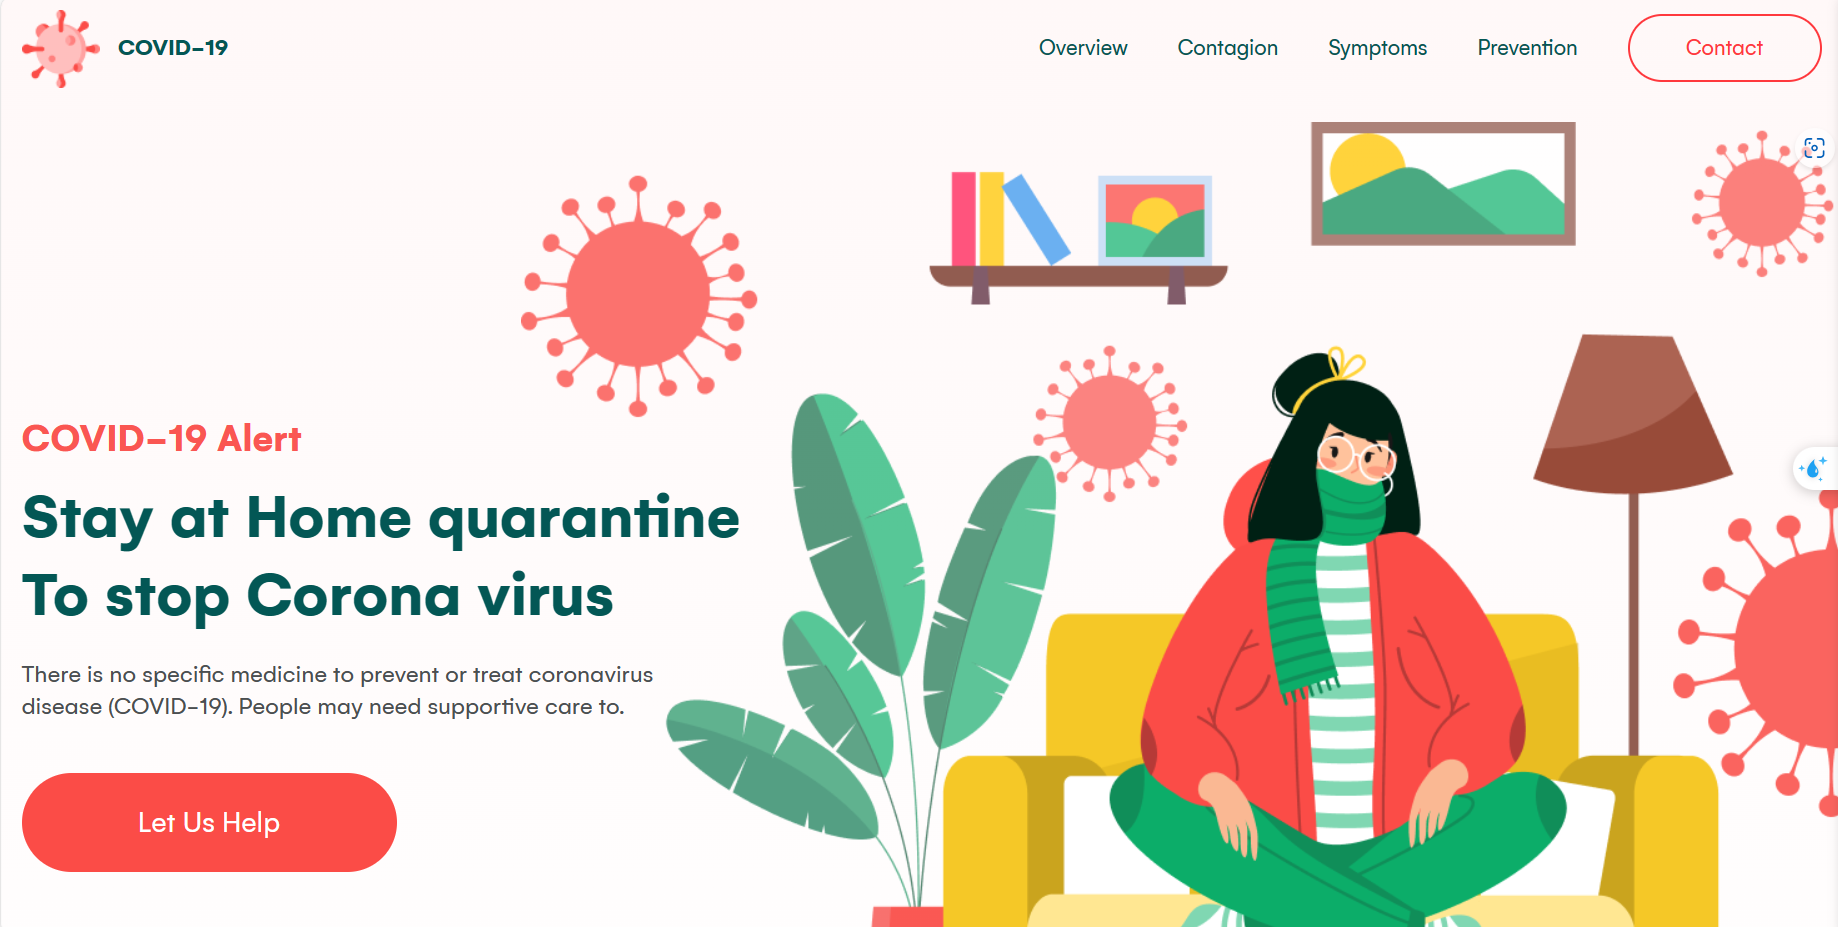 COVID-19
Overview
Contagion
Symptoms
Prevention
Contact
COVID-19 Alert
Stay at Home quarantine
To stop Corona virus
There is no specific medicine to prevent or treat coronavirus
disease (COVID-19). People may need supportive care to.
Let Us Help